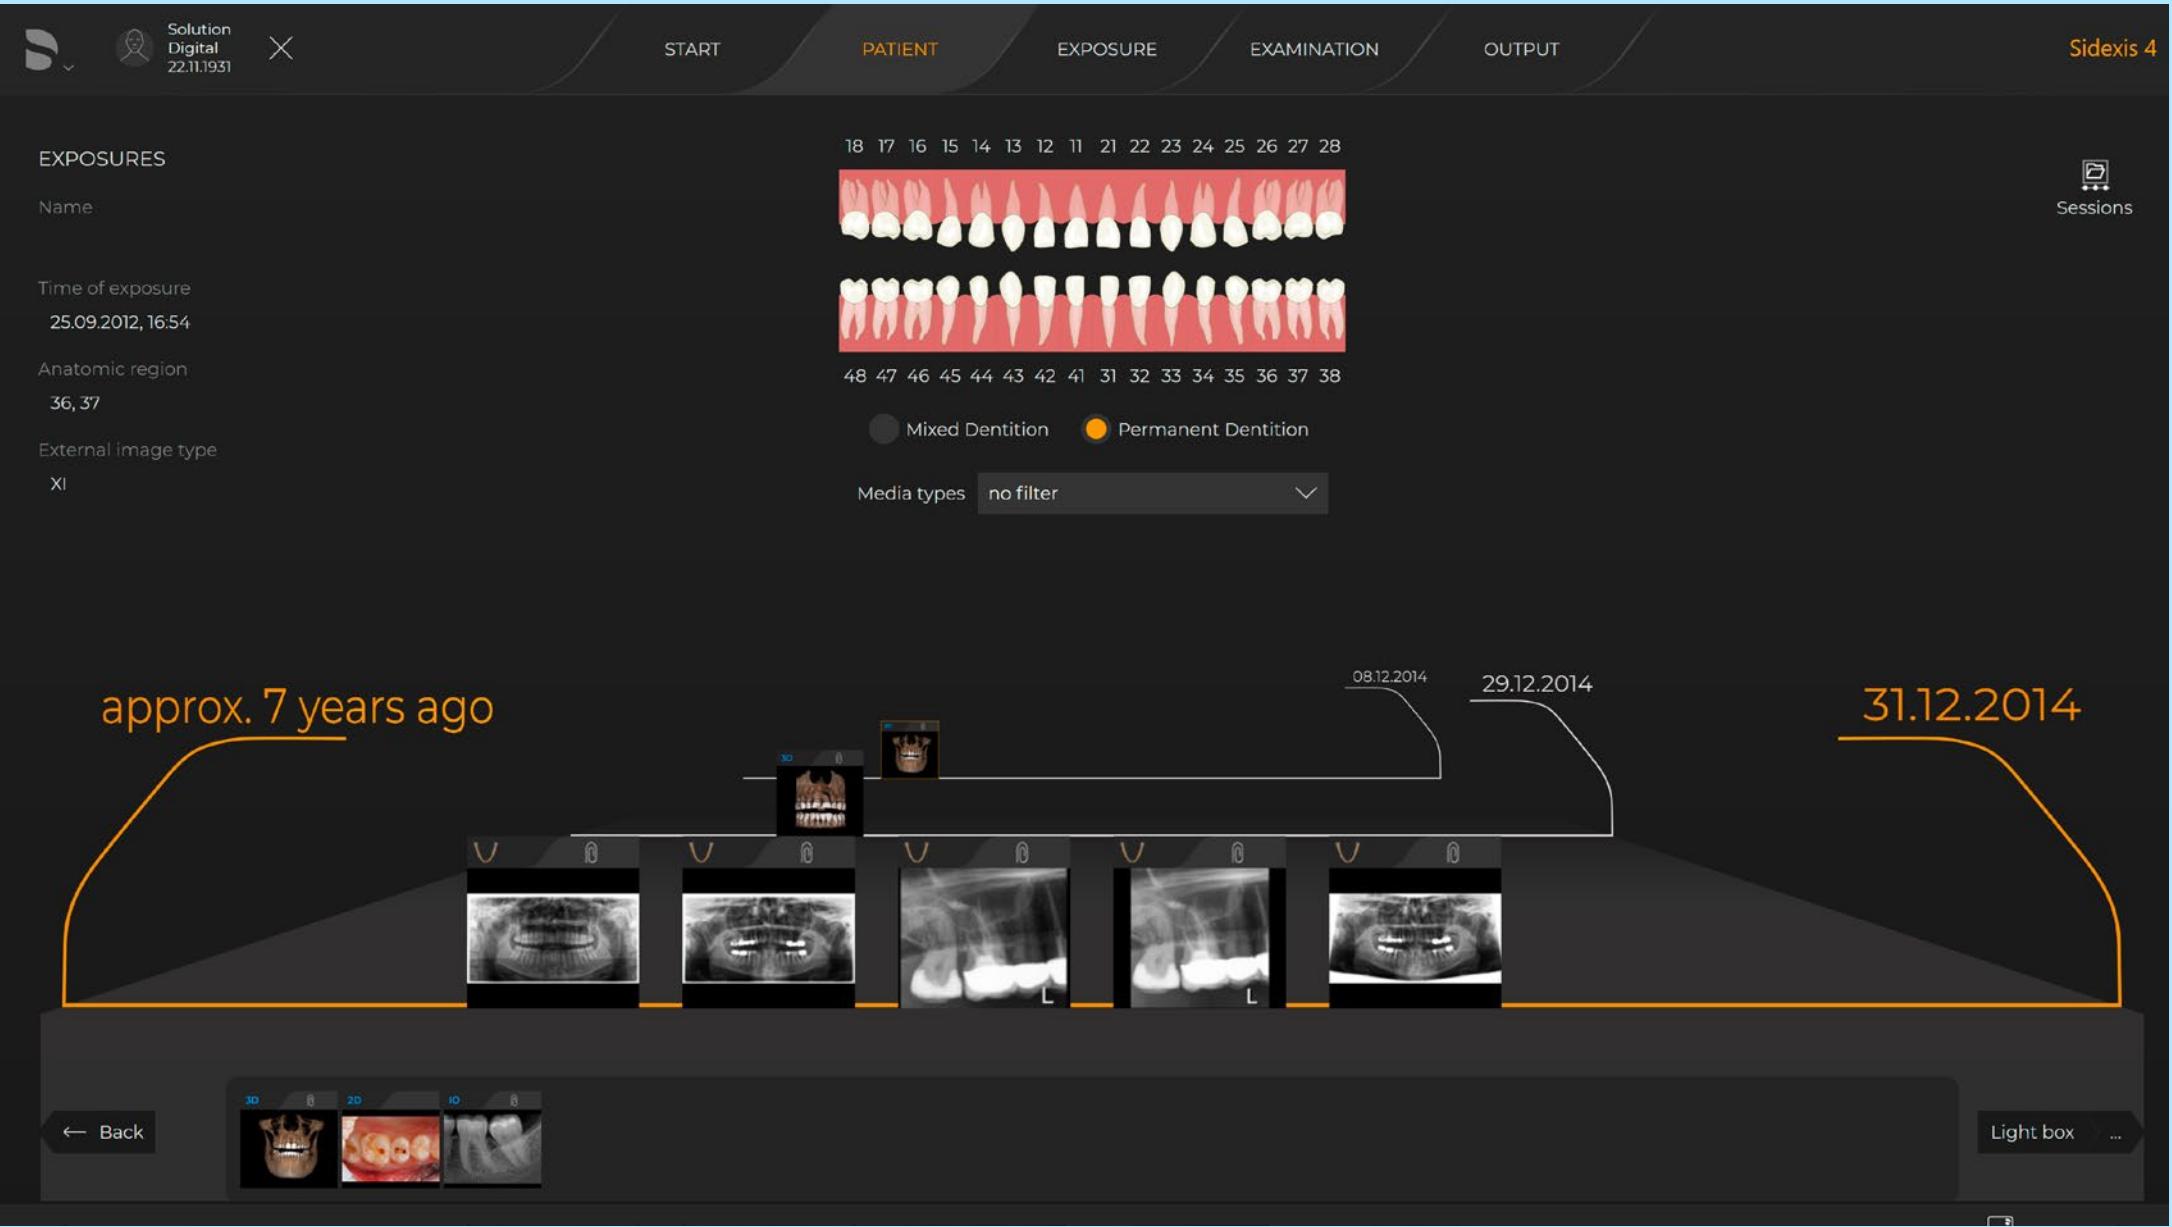 Solution
Digital
22.11.1931
START
PATIENT
EXPOSURE
EXAMINATION
OUTPUT
Sidexis 4
EXPOSURES
Name
Time of exposure
25.09.2012, 16:54
Anatomic region
36, 37
External image type
XI
18 17 16 15 14 13 12 11 21 22 23 24 25 26 27 28
48 47 46 45 44 43 42 41 31 32 33 34 35 36 37 38
Mixed Dentition
Permanent Dentition
Media types
no filter
Sessions
approx. 7 years ago
08.12.2014
29.12.2014
31.12.2014
3D
L
L
Back
3D
2D
IO
Light box
...